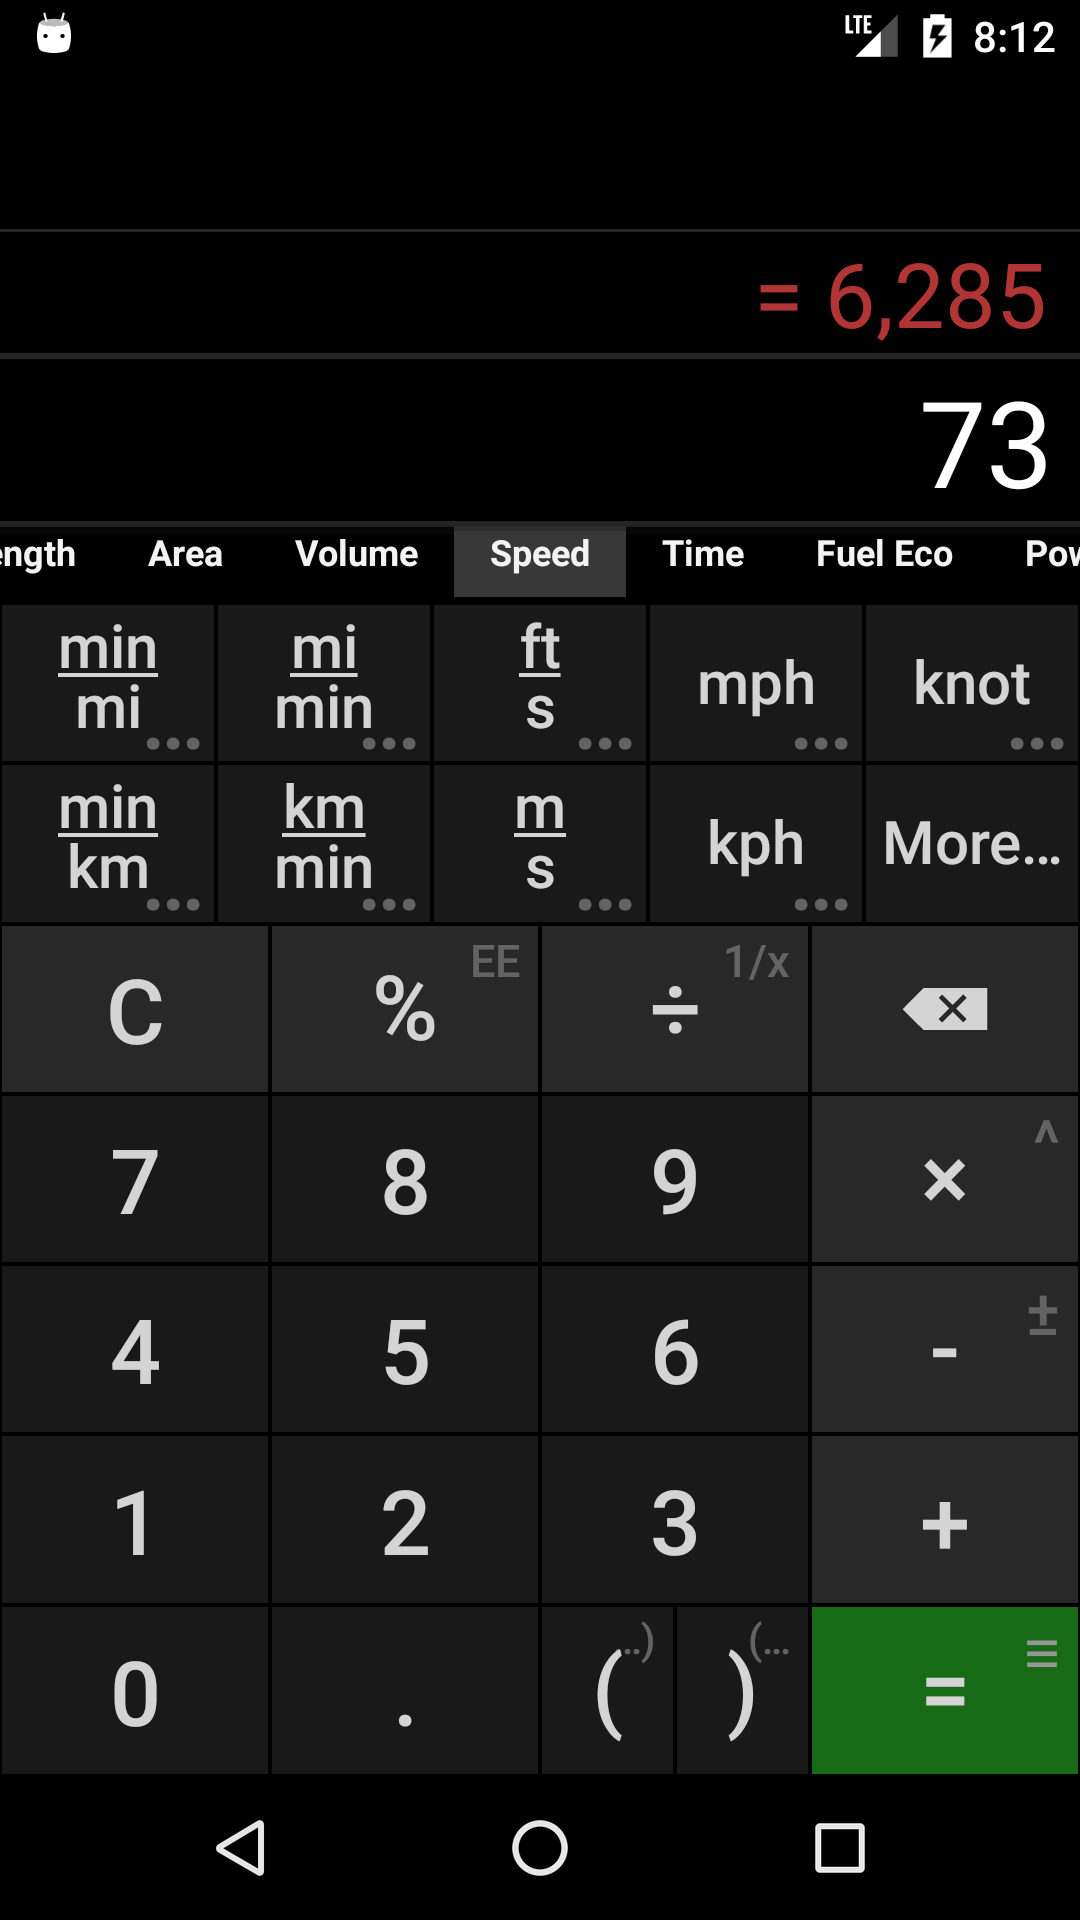 LTE 8:12
= 6,285
73
ength Area Volume Speed Time Fuel Eco Pow
min mi ft mph knot
mi min s
min km m kph More...
km min s
C % EE ÷ 1/x
7 8 9 × ^
4 5 6 - ±
1 2 3 +
0 . ( ..) ) (... =